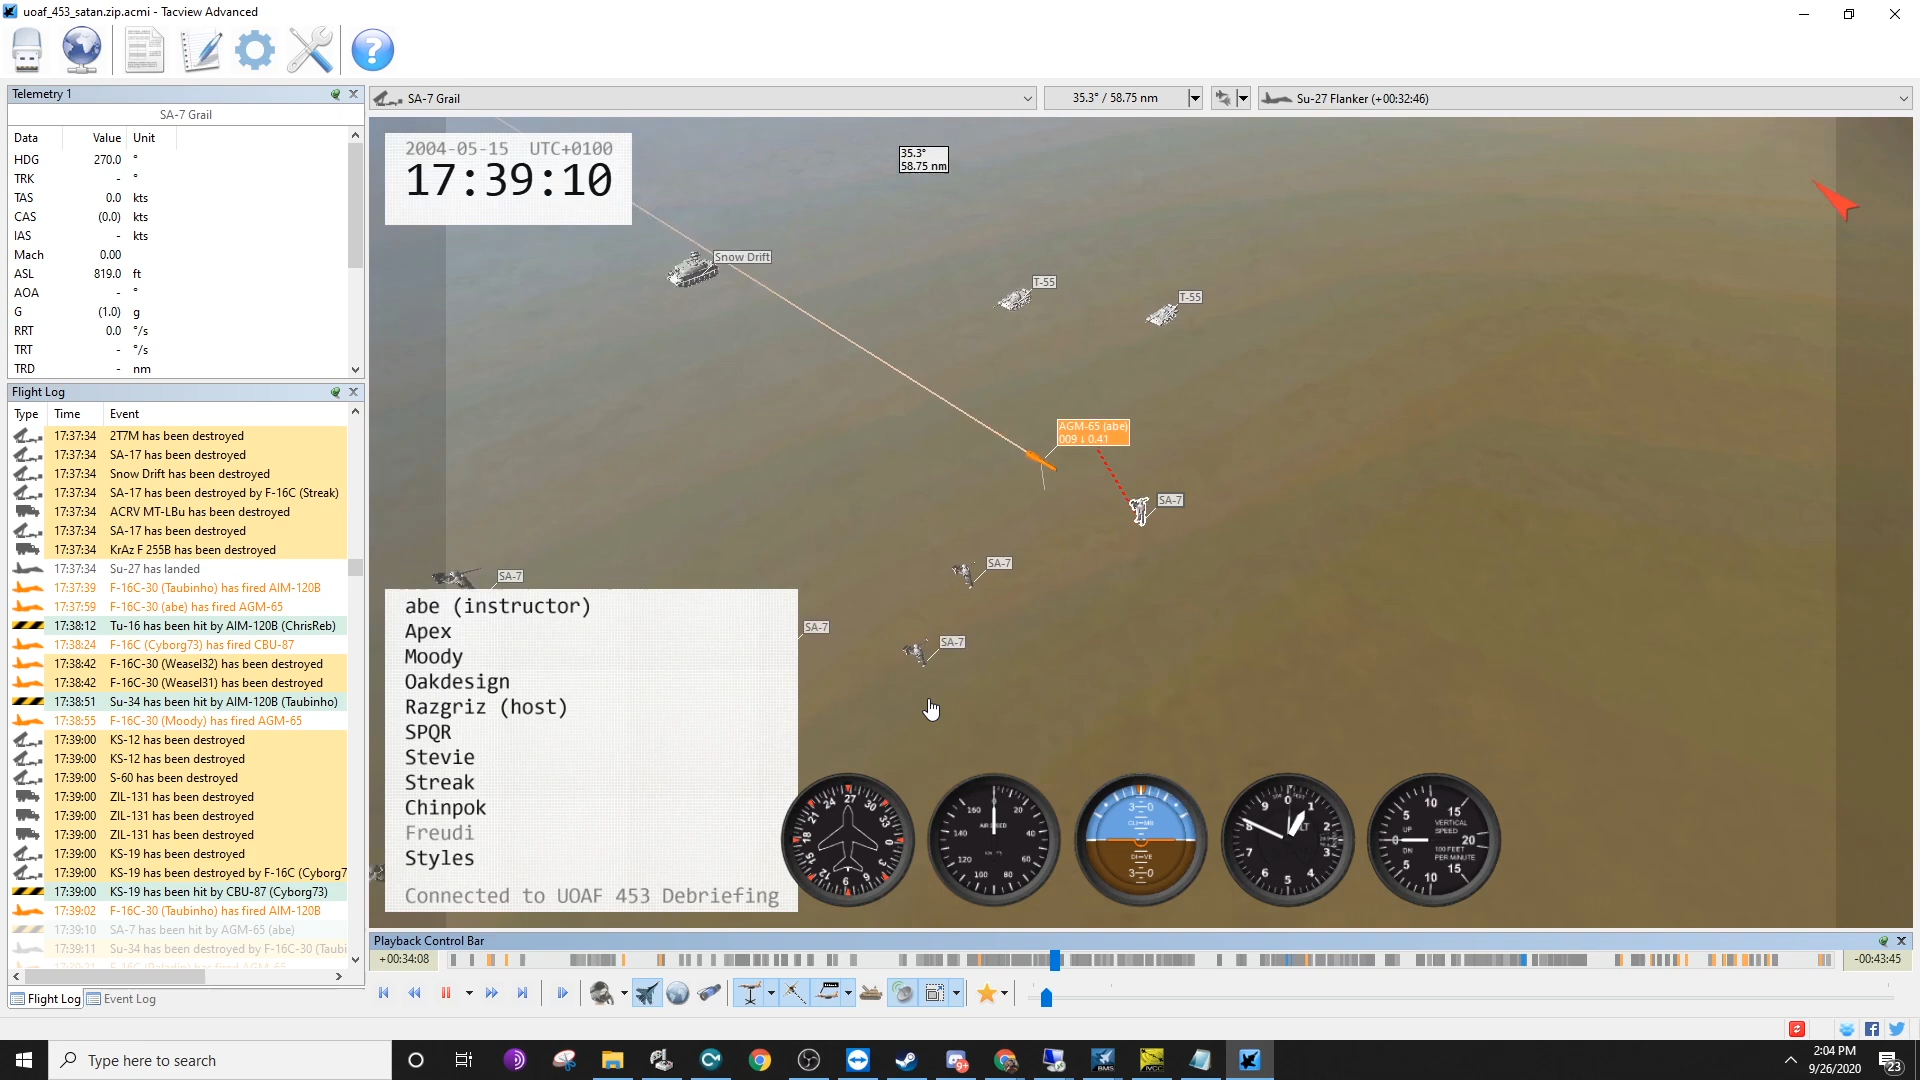 uoaf_453_satan.zip.acmi - Tacview Advanced
Telemetry 1
SA-7 Grail
Data Value Unit
HDG 270.0 °
TRK - °
TAS 0.0 kts
CAS (0.0) kts
IAS - kts
Mach 0.00
ASL 819.0 ft
AOA - °
G (1.0) g
RRT 0.0 °/s
TRT - °/s
TRD - nm
Flight Log
Type Time Event
17:37:34 2T7M has been destroyed
17:37:34 SA-17 has been destroyed
17:37:34 Snow Drift has been destroyed
17:37:34 SA-17 has been destroyed by F-16C (Streak)
17:37:34 ACRV MT-LBu has been destroyed
17:37:34 SA-17 has been destroyed
17:37:34 KrAz F 255B has been destroyed
17:37:34 Su-27 has landed
17:37:39 F-16C-30 (Taubinho) has fired AIM-120B
17:37:59 F-16C-30 (abe) has fired AGM-65
17:38:12 Tu-16 has been hit by AIM-120B (ChrisReb)
17:38:24 F-16C (Cyborg73) has fired CBU-87
17:38:42 F-16C-30 (Weasel32) has been destroyed
17:38:42 F-16C-30 (Weasel31) has been destroyed
17:38:51 Su-34 has been hit by AIM-120B (Taubinho)
17:38:55 F-16C-30 (Moody) has fired AGM-65
17:39:00 KS-12 has been destroyed
17:39:00 KS-12 has been destroyed
17:39:00 S-60 has been destroyed
17:39:00 ZIL-131 has been destroyed
17:39:00 ZIL-131 has been destroyed
17:39:00 ZIL-131 has been destroyed
17:39:00 KS-19 has been destroyed
17:39:00 KS-19 has been destroyed by F-16C (Cyborg7
17:39:00 KS-19 has been hit by CBU-87 (Cyborg73)
17:39:02 F-16C-30 (Taubinho) has fired AIM-120B
17:39:10 SA-7 has been hit by AGM-65 (abe)
17:39:11 Su-34 has been destroyed by F-16C-30 (Taubi
Flight Log Event Log
SA-7 Grail
35.3° / 58.75 nm
Su-27 Flanker (+00:32:46)
2004-05-15 UTC+0100
17:39:10
35.3°
58.75 nm
Snow Drift
T-55
T-55
AGM-65 (abe)
009 ↓ 0.41
SA-7
SA-7
SA-7
SA-7
SA-7
abe (instructor)
Apex
Moody
Oakdesign
Razgriz (host)
SPQR
Stevie
Streak
Chinpok
Freudi
Styles
Connected to UOAF 453 Debriefing
Playback Control Bar
+00:34:08
-00:43:45
Type here to search
2:04 PM
9/26/2020
23